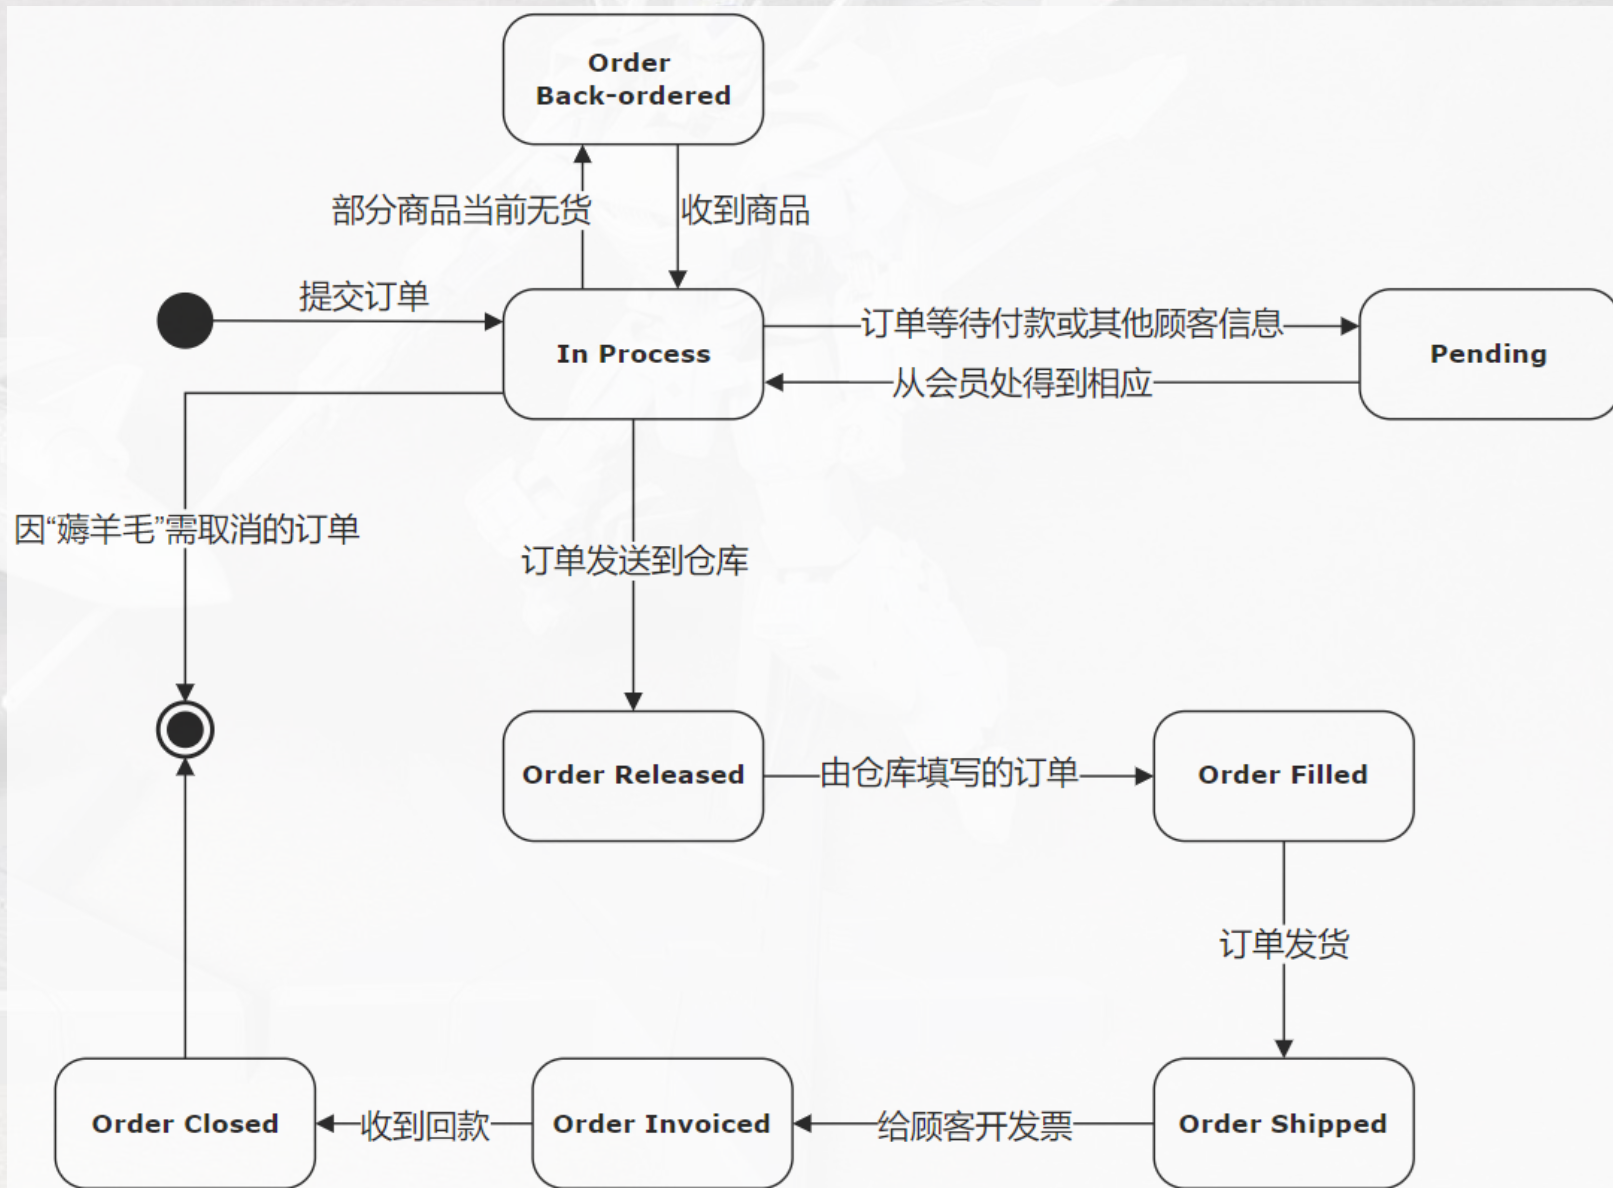 Order
Back-ordered
部分商品当前无货
收到商品
提交订单
In Process
订单等待付款或其他顾客信息
从会员处得到相应
Pending
因“薅羊毛”需取消的订单
订单发送到仓库
Order Released
由仓库填写的订单
Order Filled
订单发货
Order Closed
收到回款
Order Invoiced
给顾客开发票
Order Shipped